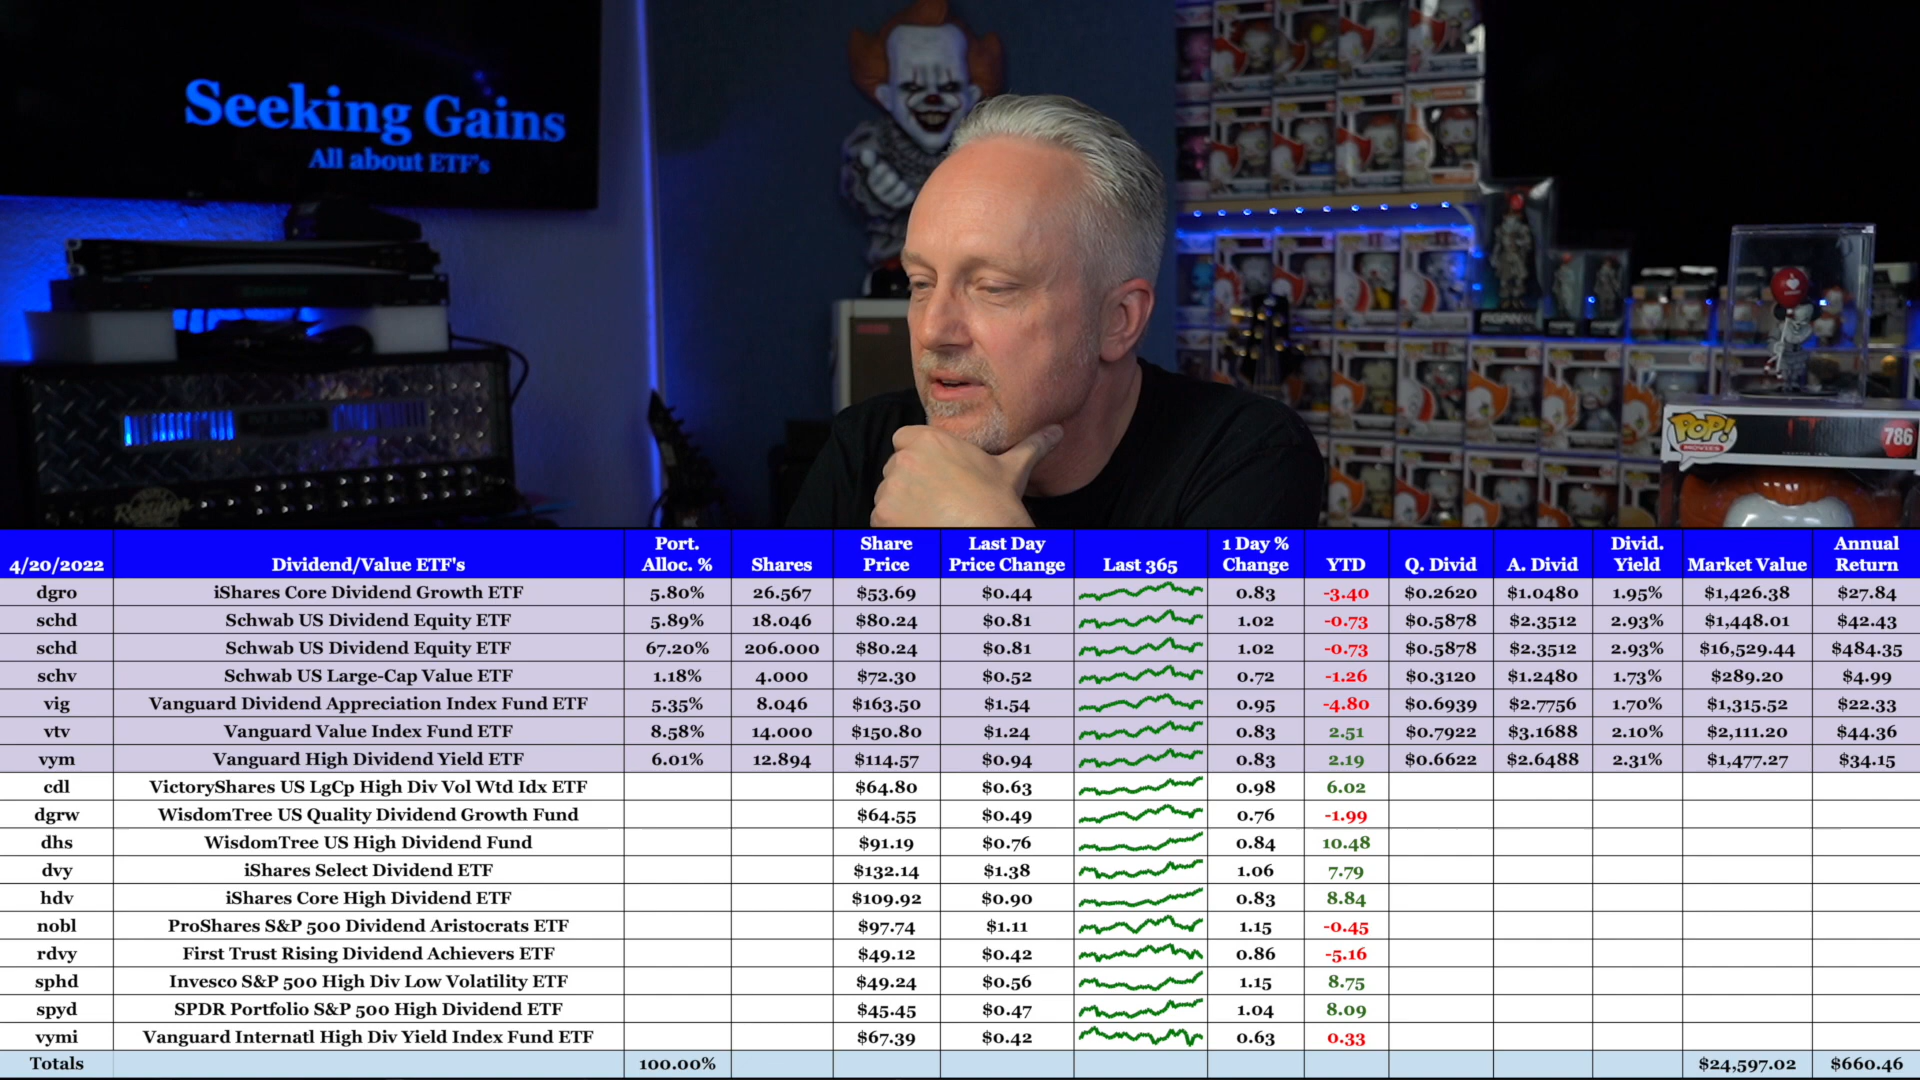 Seeking Gains
All about ETF's
POP!
MOVIES
786
4/20/2022 Dividend/Value ETF's Port. Alloc. % Shares Share Price Last Day Price Change Last 365 1 Day % Change YTD Q. Divid A. Divid Divid. Yield Market Value Annual Return
dgro iShares Core Dividend Growth ETF 5.80% 26.567 $53.69 $0.44 0.83 -3.40 $0.2620 $1.0480 1.95% $1,426.38 $27.84
schd Schwab US Dividend Equity ETF 5.89% 18.046 $80.24 $0.81 1.02 -0.73 $0.5878 $2.3512 2.93% $1,448.01 $42.43
schd Schwab US Dividend Equity ETF 67.20% 206.000 $80.24 $0.81 1.02 -0.73 $0.5878 $2.3512 2.93% $16,529.44 $484.35
schv Schwab US Large-Cap Value ETF 1.18% 4.000 $72.30 $0.52 0.72 -1.26 $0.3120 $1.2480 1.73% $289.20 $4.99
vig Vanguard Dividend Appreciation Index Fund ETF 5.35% 8.046 $163.50 $1.54 0.95 -4.80 $0.6939 $2.7756 1.70% $1,315.52 $22.33
vtv Vanguard Value Index Fund ETF 8.58% 14.000 $150.80 $1.24 0.83 2.51 $0.7922 $3.1688 2.10% $2,111.20 $44.36
vym Vanguard High Dividend Yield ETF 6.01% 12.894 $114.57 $0.94 0.83 2.19 $0.6622 $2.6488 2.31% $1,477.27 $34.15
cdl VictoryShares US LgCp High Div Vol Wtd Idx ETF $64.80 $0.63 0.98 6.02
dgrw WisdomTree US Quality Dividend Growth Fund $64.55 $0.49 0.76 -1.99
dhs WisdomTree US High Dividend Fund $91.19 $0.76 0.84 10.48
dvy iShares Select Dividend ETF $132.14 $1.38 1.06 7.79
hdv iShares Core High Dividend ETF $109.92 $0.90 0.83 8.84
nobl ProShares S&P 500 Dividend Aristocrats ETF $97.74 $1.11 1.15 -0.45
rdvy First Trust Rising Dividend Achievers ETF $49.12 $0.42 0.86 -5.16
sphd Invesco S&P 500 High Div Low Volatility ETF $49.24 $0.56 1.15 8.75
spyd SPDR Portfolio S&P 500 High Dividend ETF $45.45 $0.47 1.04 8.09
vymi Vanguard Internatl High Div Yield Index Fund ETF $67.39 $0.42 0.63 0.33
Totals 100.00% $24,597.02 $660.46